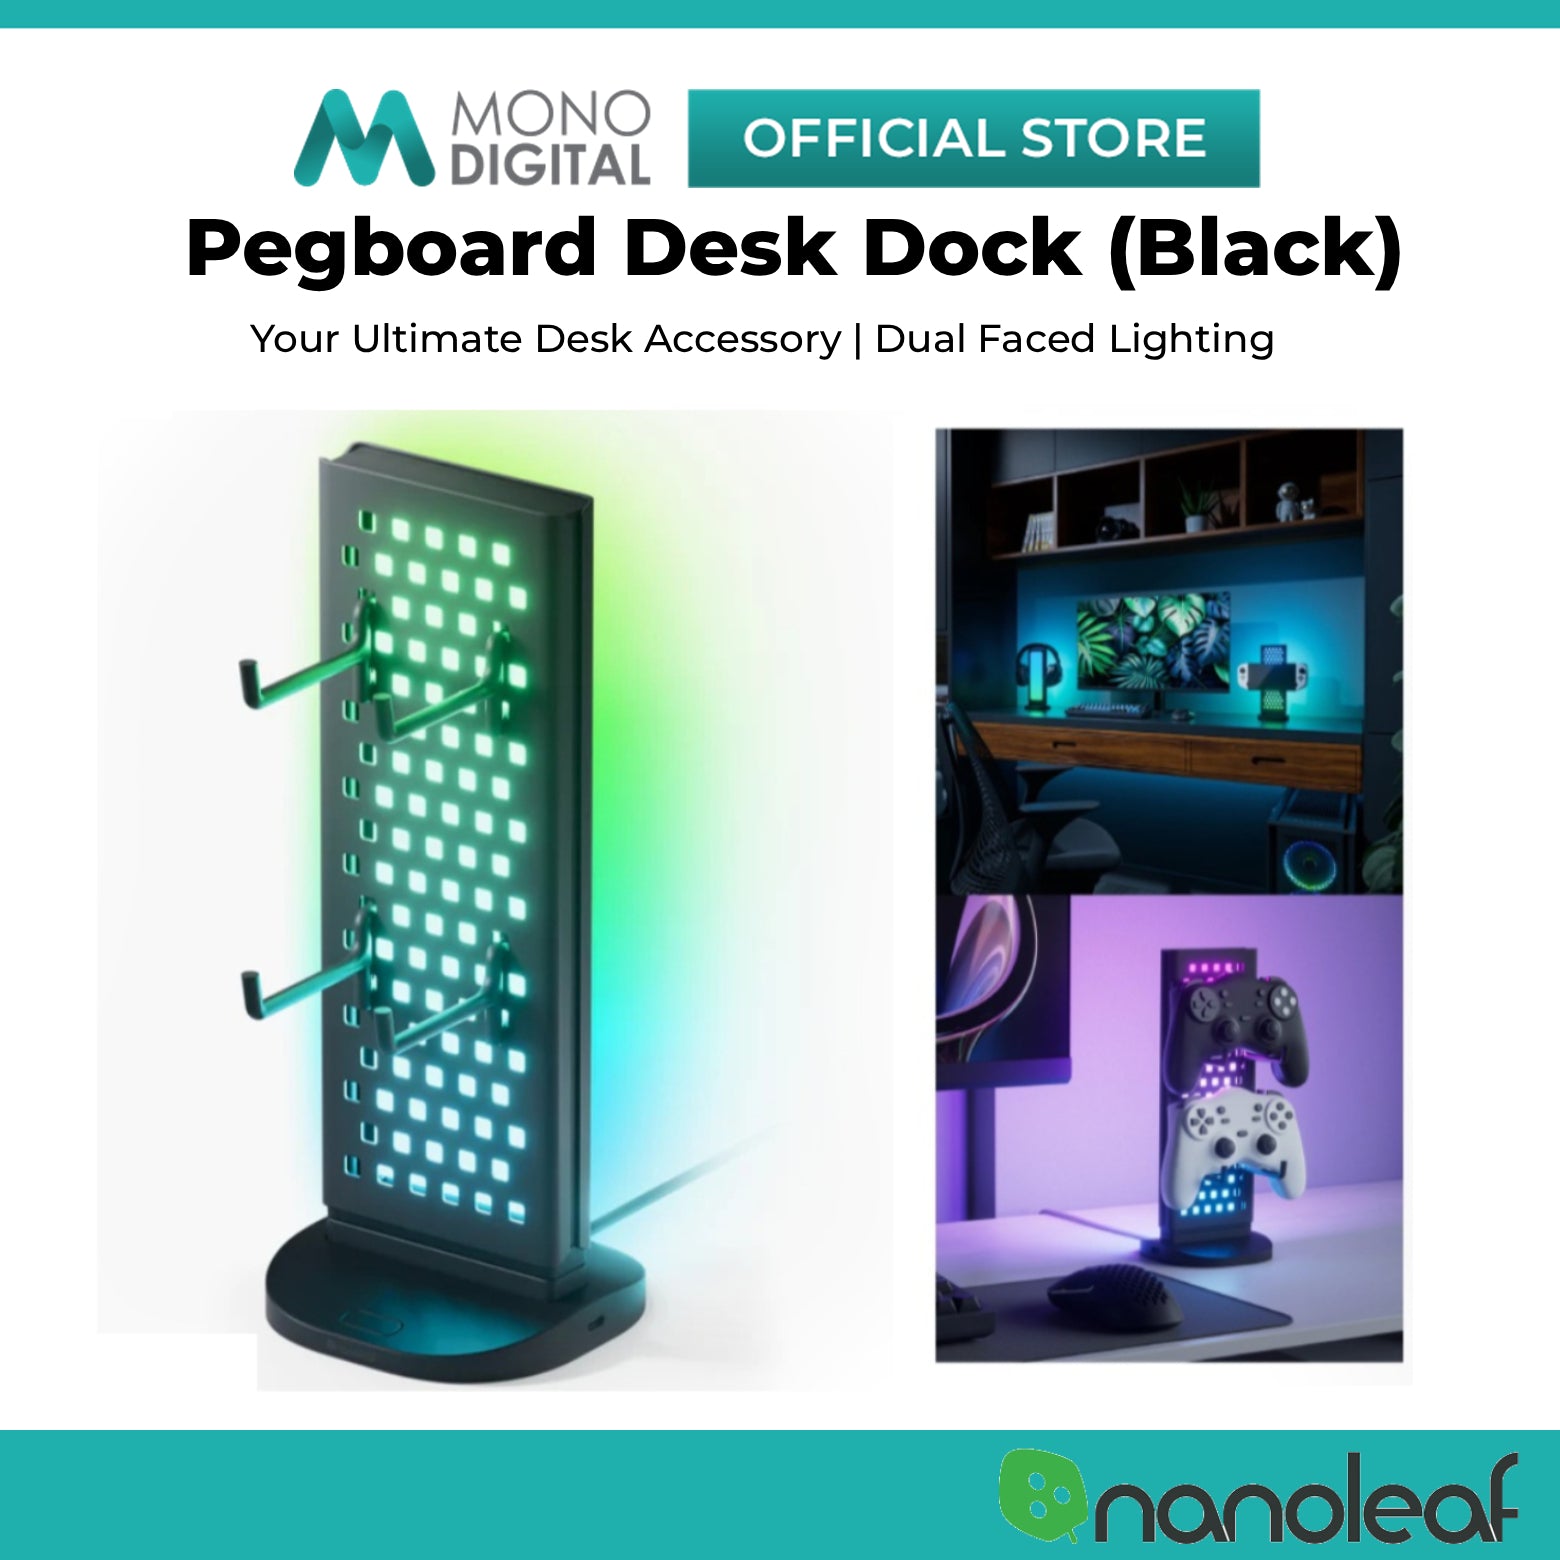 MONO
DIGITAL
OFFICIAL STORE
Pegboard Desk Dock (Black)
Your Ultimate Desk Accessory | Dual Faced Lighting
nanoleaf